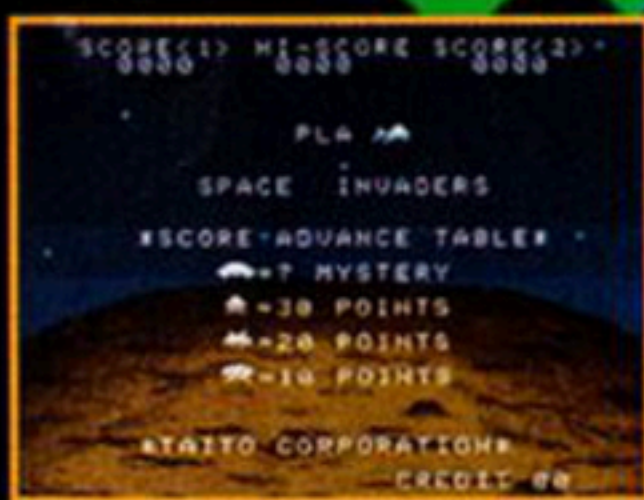 SCORE<1> HI-SCORE SCORE<2>
0000 0000 0000
PLA
SPACE INVADERS
*SCORE ADVANCE TABLE*
=? MYSTERY
=30 POINTS
=20 POINTS
=10 POINTS
*TAITO CORPORATION*
CREDIT 00